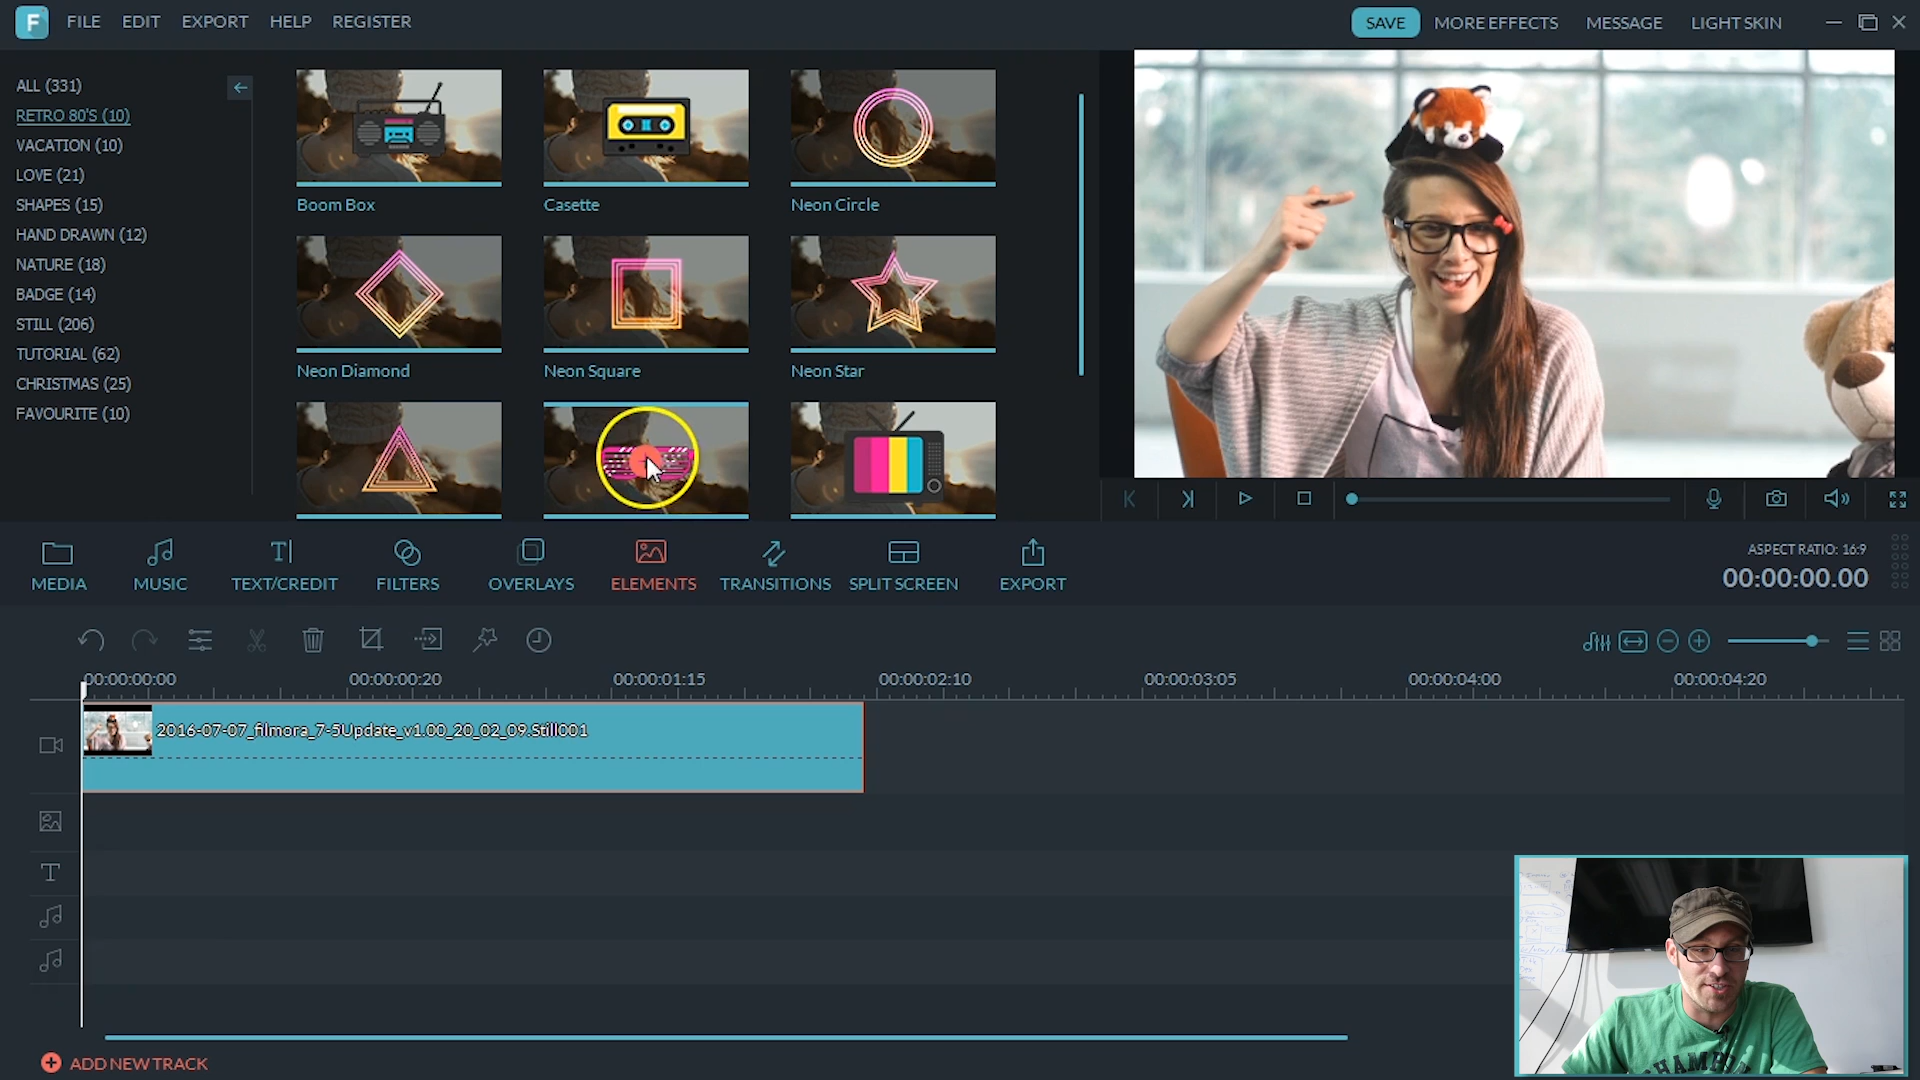 F FILE EDIT EXPORT HELP REGISTER SAVE MORE EFFECTS MESSAGE LIGHT SKIN
ALL (331)
RETRO 80'S (10)
VACATION (10)
LOVE (21)
SHAPES (15)
HAND DRAWN (12)
NATURE (18)
BADGE (14)
STILL (206)
TUTORIAL (62)
CHRISTMAS (25)
FAVOURITE (10)
Boom Box Casette Neon Circle
Neon Diamond Neon Square Neon Star
MEDIA MUSIC TEXT/CREDIT FILTERS OVERLAYS ELEMENTS TRANSITIONS SPLIT SCREEN EXPORT
ASPECT RATIO: 16:9
00:00:00.00
00:00:00:00 00:00:00:20 00:00:01:15 00:00:02:10 00:00:03:05 00:00:04:00 00:00:04:20
2016-07-07_filmora_7-5Update_v1.00_20_02_09.Still001
ADD NEW TRACK